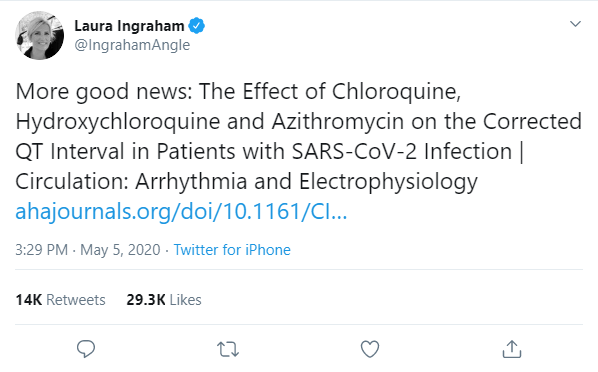 Laura Ingraham
@IngrahamAngle
More good news: The Effect of Chloroquine,
Hydroxychloroquine and Azithromycin on the Corrected
QT Interval in Patients with SARS-CoV-2 Infection |
Circulation: Arrhythmia and Electrophysiology
ahajournals.org/doi/10.1161/CI...
3:29 PM · May 5, 2020 · Twitter for iPhone
14K Retweets 29.3K Likes